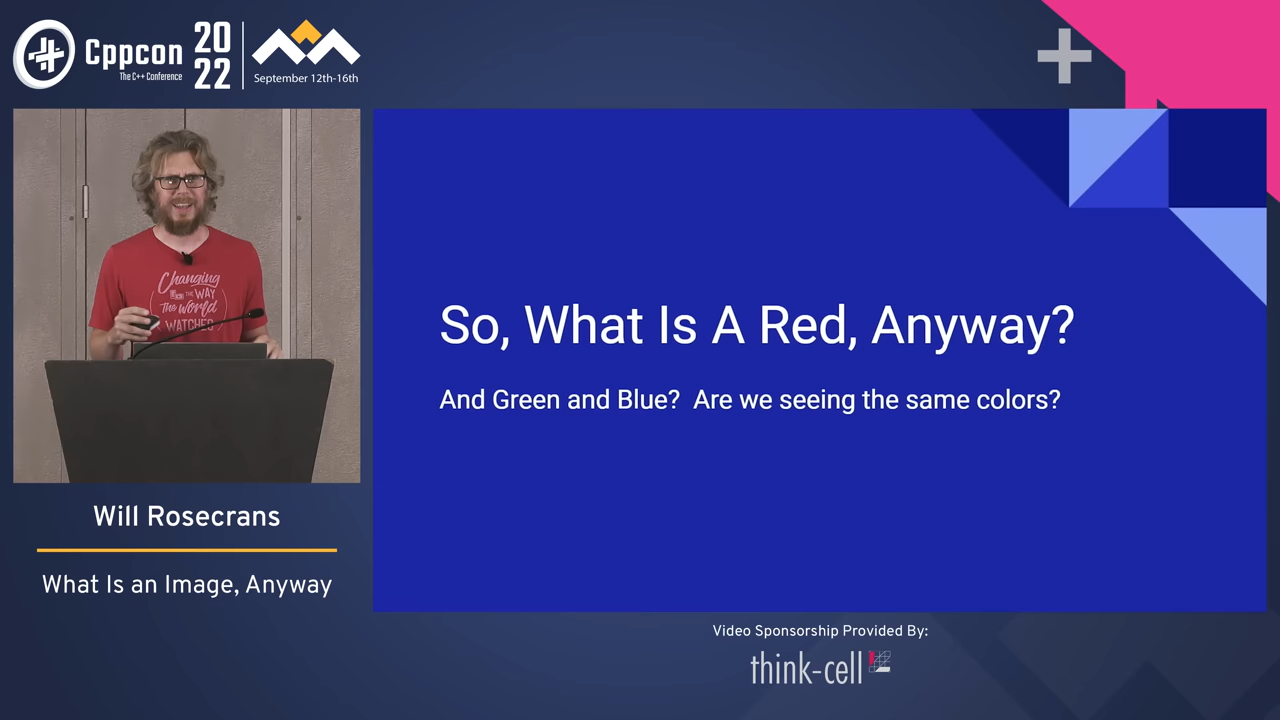 Cppcon
The C++ Conference
20
22
September 12th-16th
Changing
THE WAY
The world
WATCHES
So, What Is A Red, Anyway?
And Green and Blue?  Are we seeing the same colors?
Will Rosecrans
What Is an Image, Anyway
Video Sponsorship Provided By:
think-cell